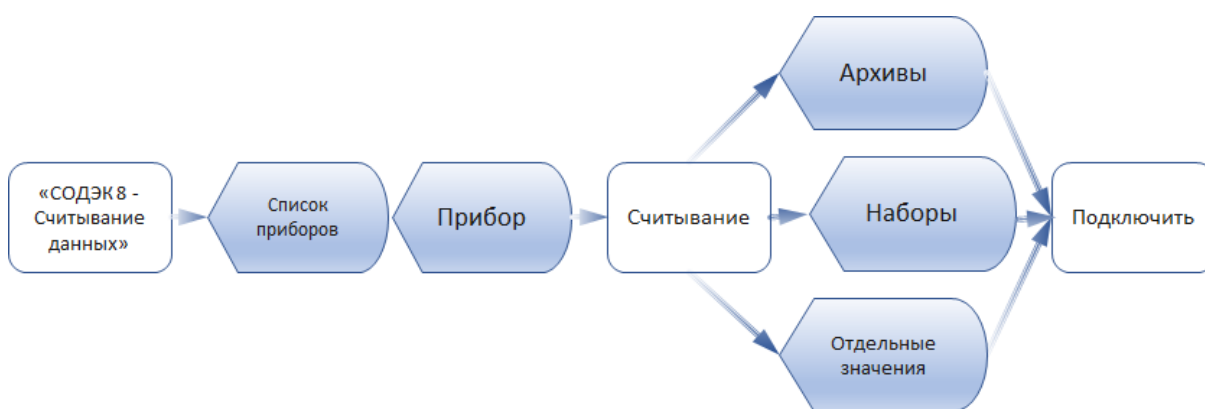 «СОДЭК 8 -
Считывание
данных»
Список
приборов
Прибор
Считывание
Архивы
Наборы
Отдельные
значения
Подключить